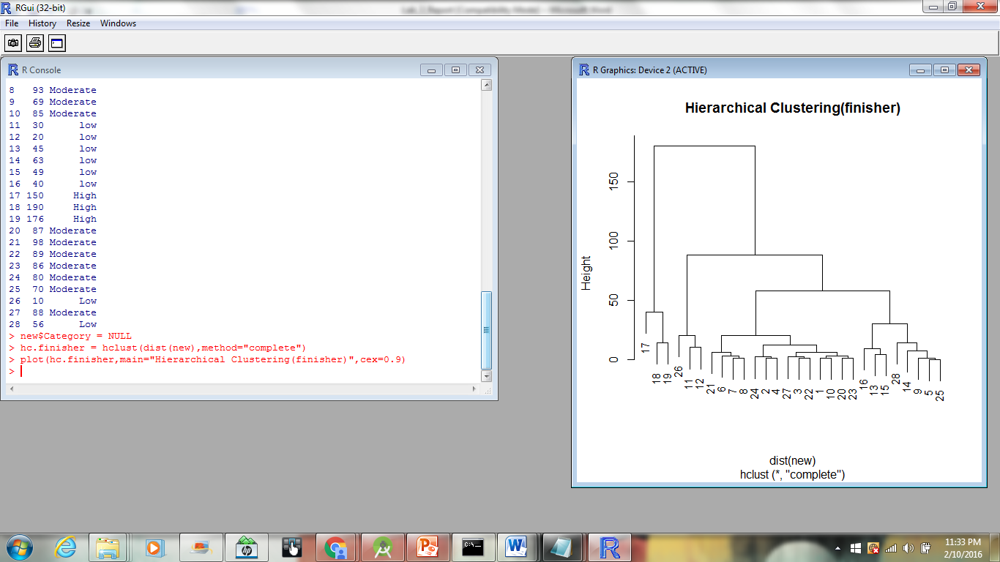 RGui (32-bit)
File History Resize Windows
R Console
8 93 Moderate
9 69 Moderate
10 85 Moderate
11 30 low
12 20 low
13 45 low
14 63 low
15 49 low
16 40 low
17 150 High
18 190 High
19 176 High
20 87 Moderate
21 98 Moderate
22 89 Moderate
23 86 Moderate
24 80 Moderate
25 70 Moderate
26 10 Low
27 88 Moderate
28 56 Low
> new$Category = NULL
> hc.finisher = hclust(dist(new),method="complete")
> plot(hc.finisher,main="Hierarchical Clustering(finisher)",cex=0.9)
>
R Graphics: Device 2 (ACTIVE)
Hierarchical Clustering(finisher)
Height
150
100
50
0
17 18 19 26 11 12 21 6 7 8 24 2 4 27 3 22 1 10 20 23 16 13 15 28 14 9 5 25
dist(new)
hclust (*, "complete")
hp
C:\
11:33 PM
2/10/2016